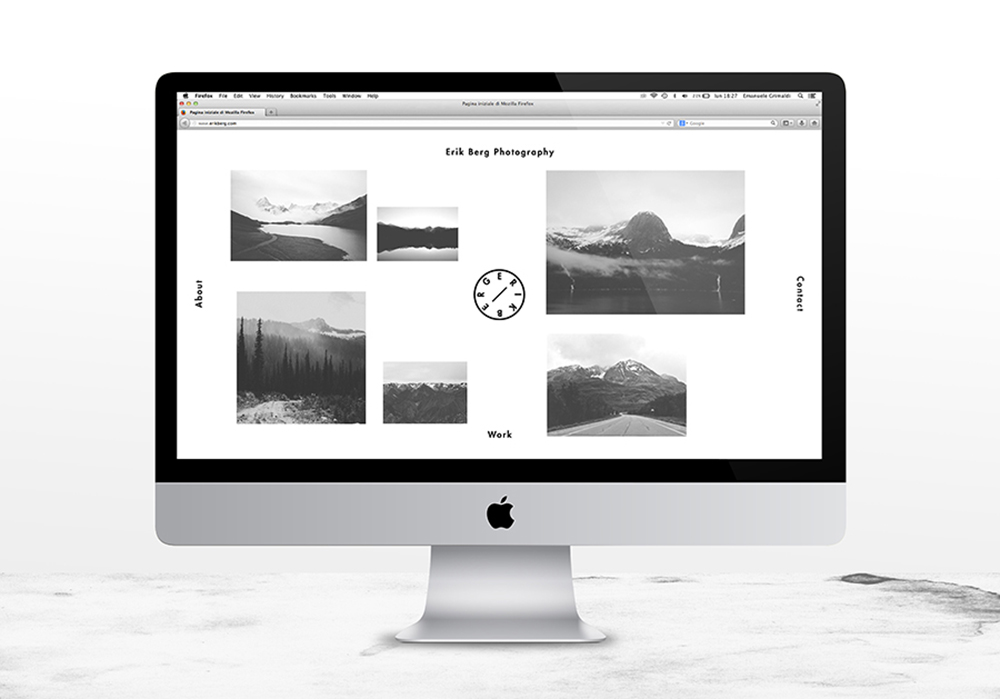 Firefox File Edit View History Bookmarks Tools Window Help
lun 18:27 Emanuele Grimaldi
Pagina iniziale di Mozilla Firefox
Pagina iniziale di Mozilla Firefox
www.erikberg.com
Google
Erik Berg Photography
About
ERIK BERG
Contact
Work